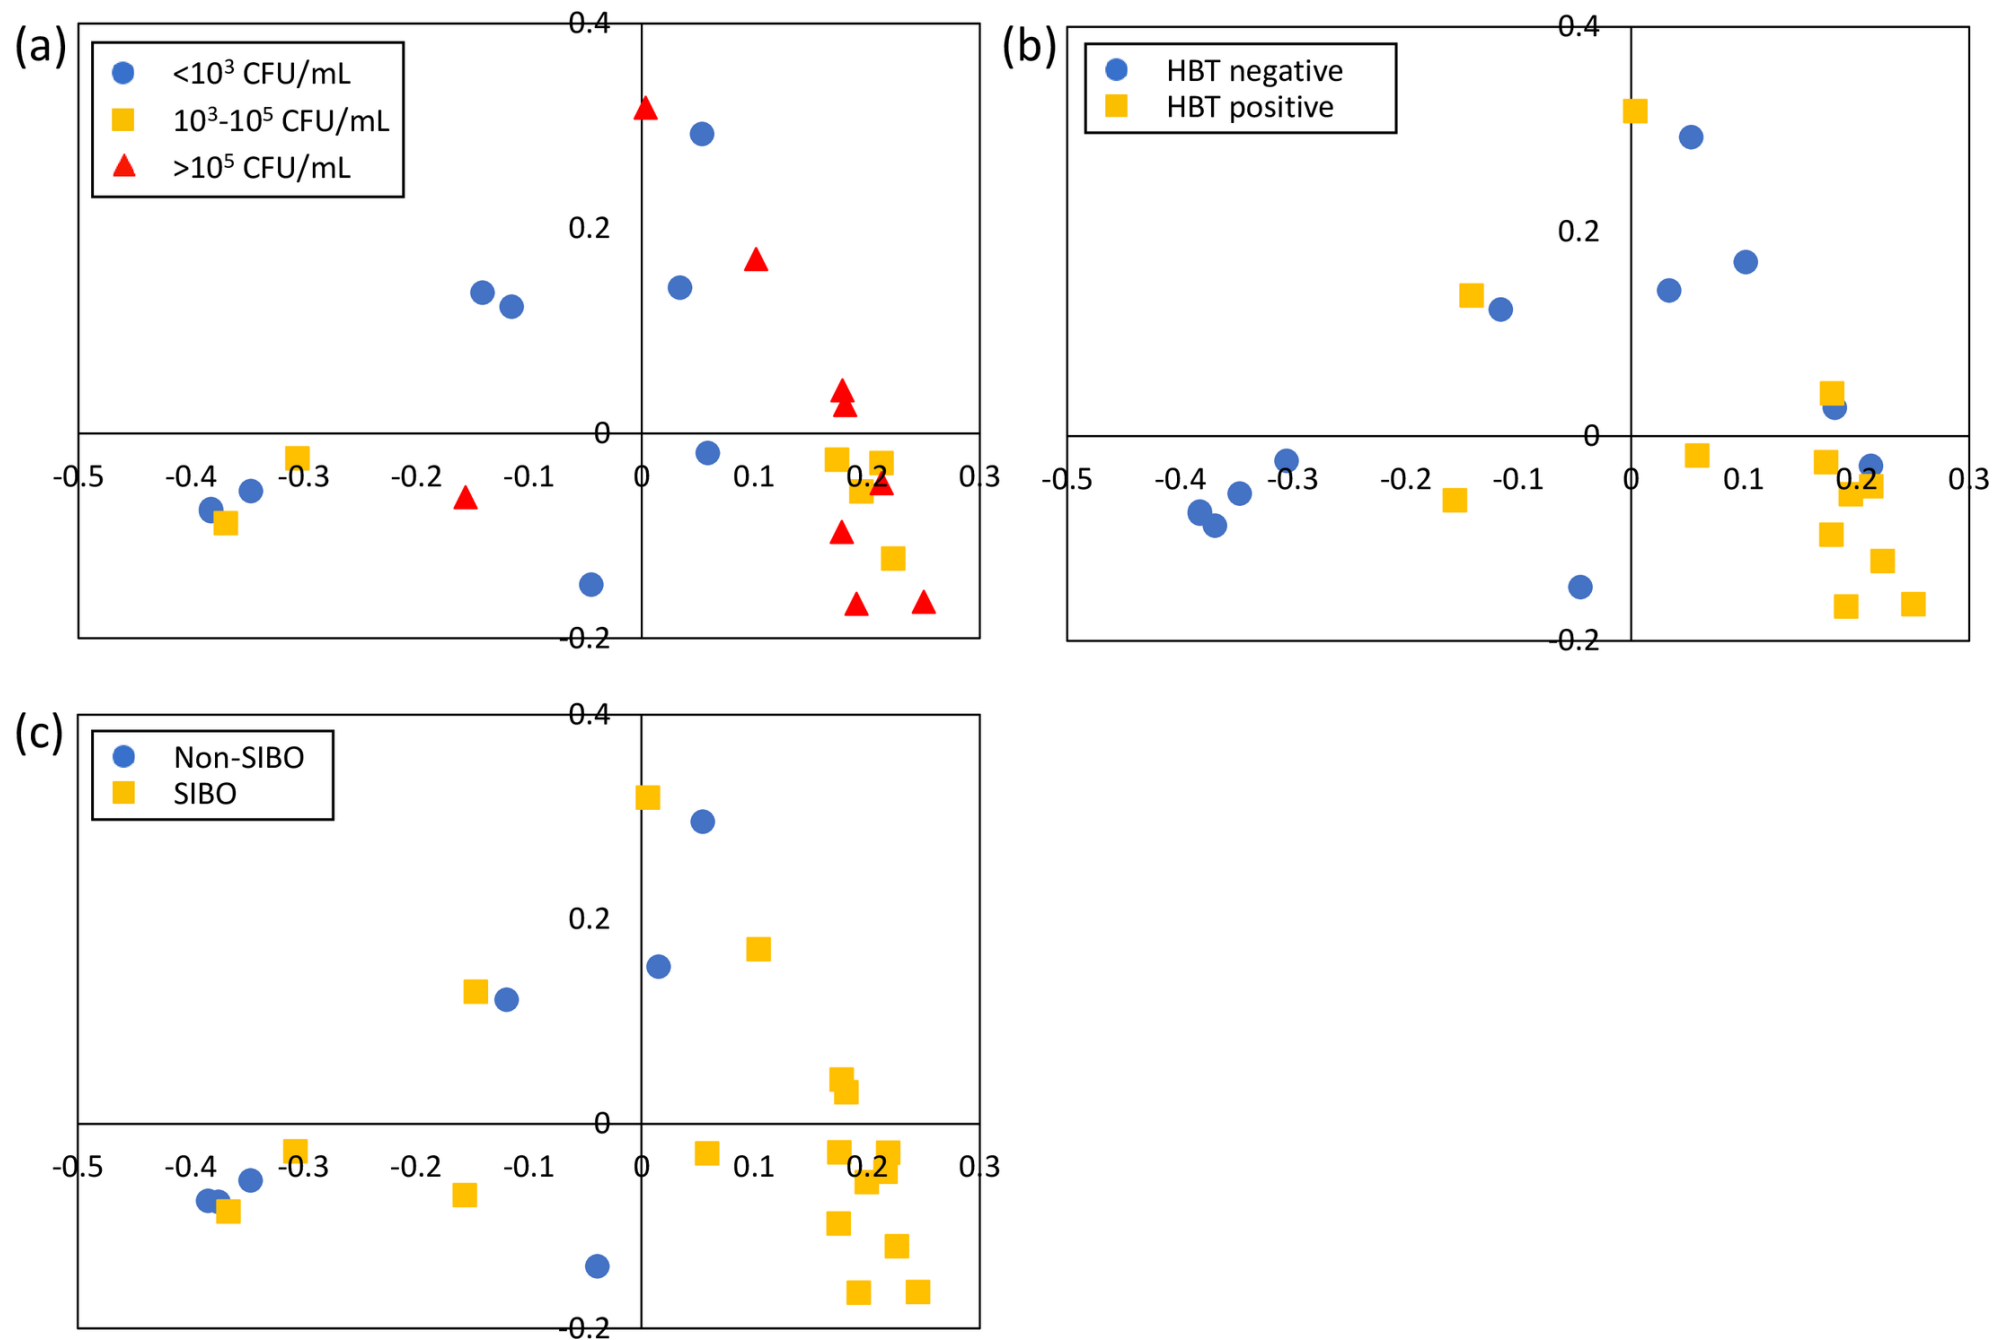 (a)
<10³ CFU/mL
10³-10⁵ CFU/mL
>10⁵ CFU/mL
0.4
0.2
0
-0.2
-0.5 -0.4 -0.3 -0.2 -0.1 0 0.1 0.2 0.3
(b)
HBT negative
HBT positive
0.4
0.2
0
-0.2
-0.5 -0.4 -0.3 -0.2 -0.1 0 0.1 0.2 0.3
(c)
Non-SIBO
SIBO
0.4
0.2
0
-0.2
-0.5 -0.4 -0.3 -0.2 -0.1 0 0.1 0.2 0.3